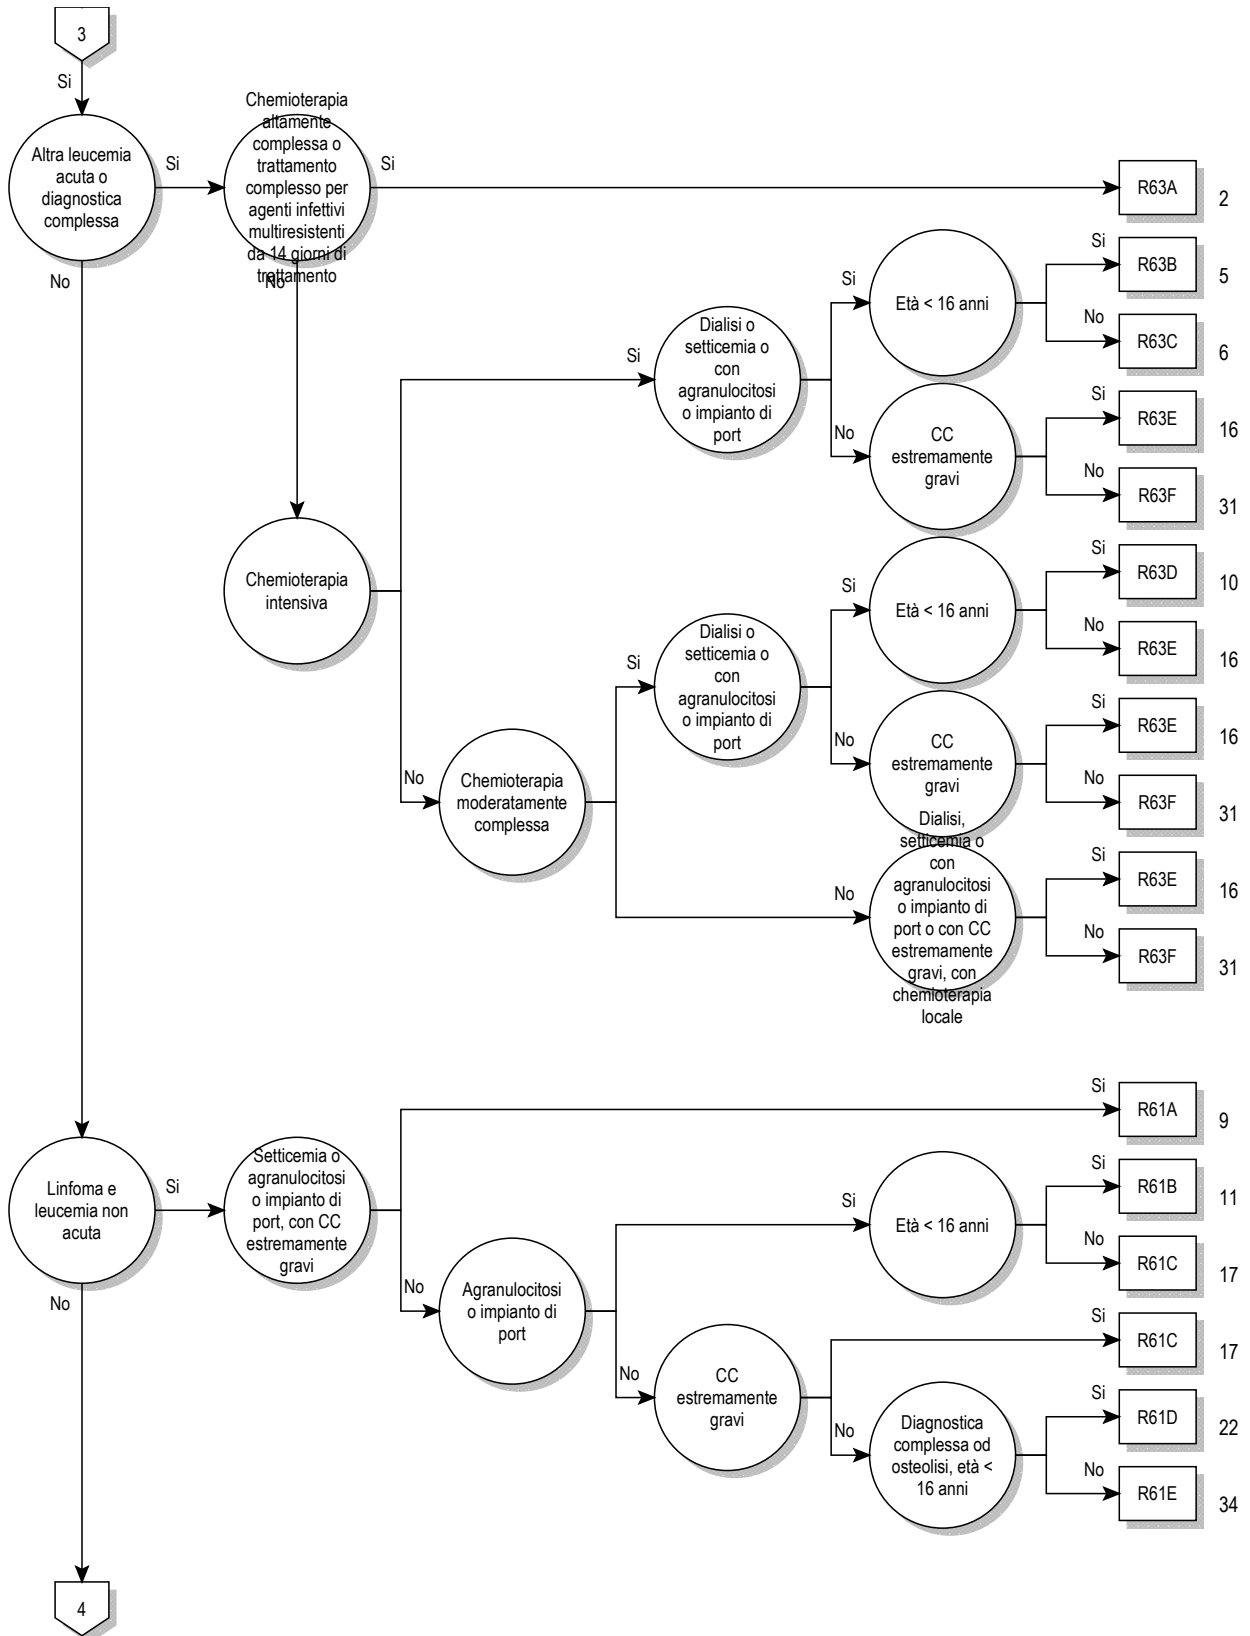 3
Si
Altra leucemia
acuta o
diagnostica
complessa
Si
No
Chemioterapia
altamente
complessa o
trattamento
complesso per
agenti infettivi
multiresistenti
da 14 giorni di
trattamento
Si
No
R63A
2
Chemioterapia
intensiva
Si
Dialisi o
setticemia o
con
agranulocitosi
o impianto di
port
Si
Età < 16 anni
Si
R63B
5
No
R63C
6
No
CC
estremamente
gravi
Si
R63E
16
No
R63F
31
No
Chemioterapia
moderatamente
complessa
Si
Dialisi o
setticemia o
con
agranulocitosi
o impianto di
port
Si
Età < 16 anni
Si
R63D
10
No
R63E
16
No
CC
estremamente
gravi
Si
R63E
16
No
R63F
31
No
Dialisi,
setticemia o
con
agranulocitosi
o impianto di
port o con CC
estremamente
gravi, con
chemioterapia
locale
Si
R63E
16
No
R63F
31
Linfoma e
leucemia non
acuta
Si
No
Setticemia o
agranulocitosi
o impianto di
port, con CC
estremamente
gravi
Si
R61A
9
No
Agranulocitosi
o impianto di
port
Si
Età < 16 anni
Si
R61B
11
No
R61C
17
No
CC
estremamente
gravi
Si
R61C
17
No
Diagnostica
complessa od
osteolisi, età <
16 anni
Si
R61D
22
No
R61E
34
4